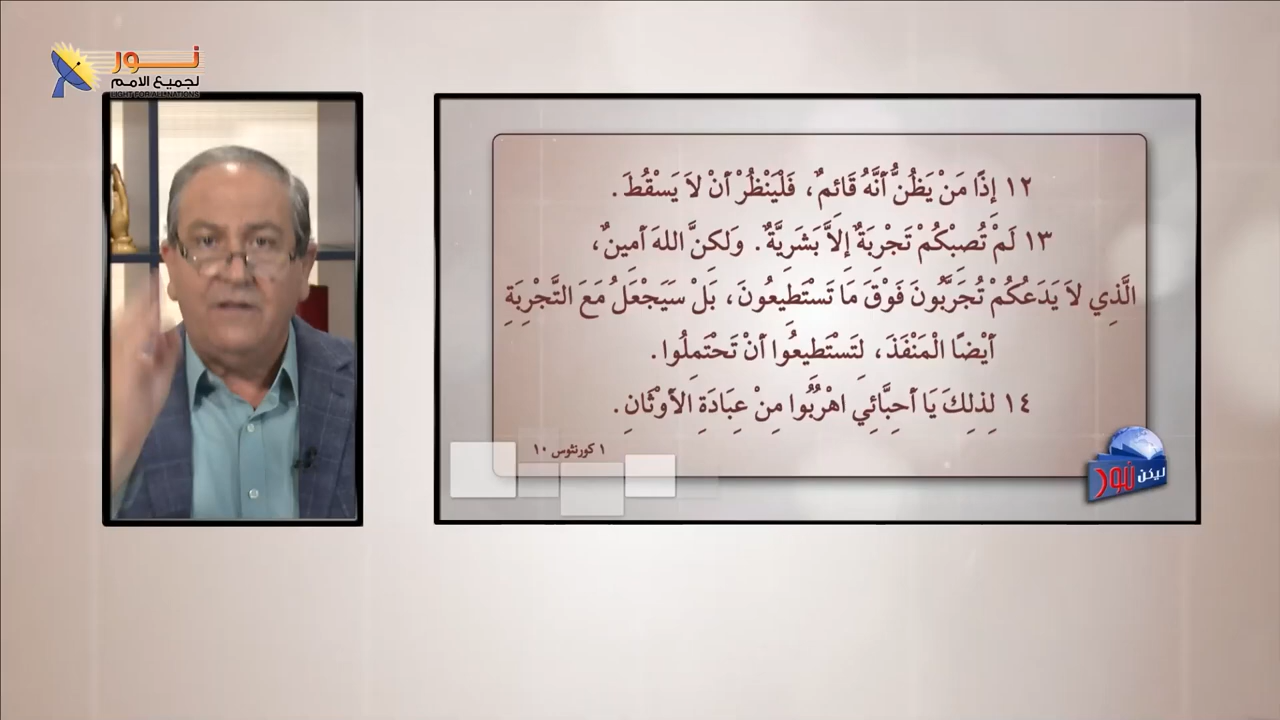 نور
لجميع الامم
LIGHT FOR ALL NATIONS
١٢ إِذًا مَنْ يَظُنُّ أَنَّهُ قَائِمٌ، فَلْيَنْظُرْ أَنْ لاَ يَسْقُطَ.
١٣ لَمْ تُصِبْكُمْ تَجْرِبَةٌ إِلاَّ بَشَرِيَّةٌ. وَلكِنَّ اللهَ أَمِينٌ،
الَّذِي لاَ يَدَعُكُمْ تُجَرَّبُونَ فَوْقَ مَا تَسْتَطِيعُونَ، بَلْ سَيَجْعَلُ مَعَ التَّجْرِبَةِ
أَيْضًا الْمَنْفَذَ، لِتَسْتَطِيعُوا أَنْ تَحْتَمِلُوا.
١٤ لِذلِكَ يَا أَحِبَّائِي اهْرُبُوا مِنْ عِبَادَةِ الأَوْثَانِ.
١ كورنثوس ١٠
ليكن نور